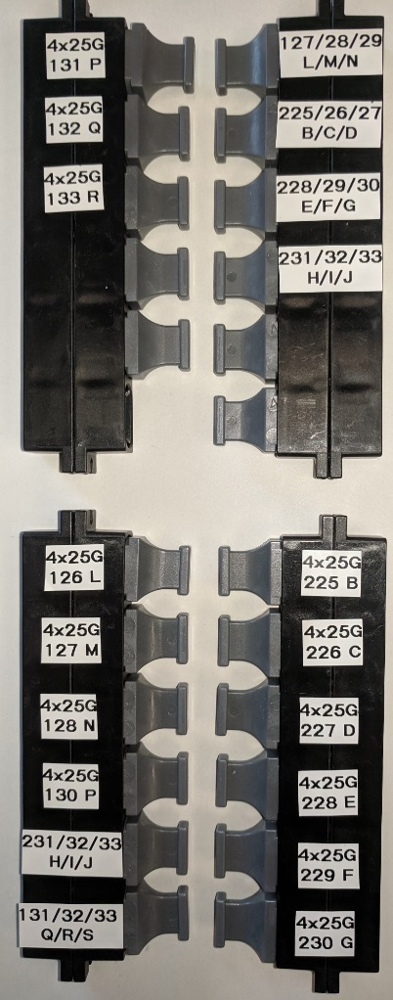 4x25G
131 P
4x25G
132 Q
4x25G
133 R
127/28/29
L/M/N
225/26/27
B/C/D
228/29/30
E/F/G
231/32/33
H/I/J
4x25G
126 L
4x25G
127 M
4x25G
128 N
4x25G
130 P
231/32/33
H/I/J
131/32/33
Q/R/S
4x25G
225 B
4x25G
226 C
4x25G
227 D
4x25G
228 E
4x25G
229 F
4x25G
230 G